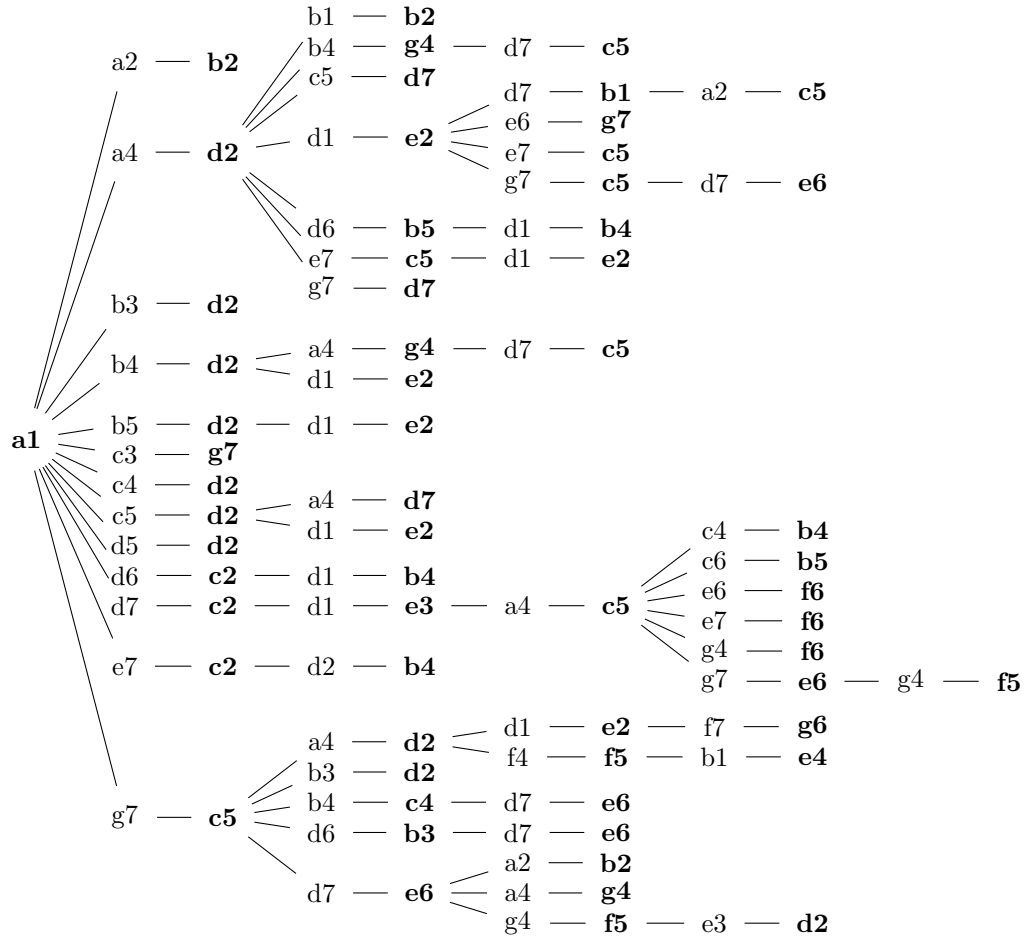 b1 b2
b4 g4 d7 c5
a2 b2
c5 d7
d7 b1 a2 c5
e6 g7
d1 e2
a4 d2
e7 c5
g7 c5 d7 e6
d6 b5 d1 b4
e7 c5 d1 e2
g7 d7
b3 d2
a4 g4 d7 c5
b4 d2
d1 e2
b5 d2 d1 e2
a1
c3 g7
c4 d2
a4 d7
c5 d2
d1 e2
c4 b4
d5 d2
c6 b5
d6 c2 d1 b4
e6 f6
d7 c2 d1 e3 a4 c5
e7 f6
g4 f6
e7 c2 d2 b4
g7 e6 g4 f5
d1 e2 f7 g6
a4 d2
f4 f5 b1 e4
b3 d2
b4 c4 d7 e6
g7 c5
d6 b3 d7 e6
a2 b2
d7 e6
a4 g4
g4 f5 e3 d2